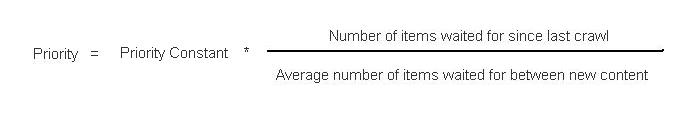 Number of items waited for since last crawl
Priority = Priority Constant *
Average number of items waited for between new content